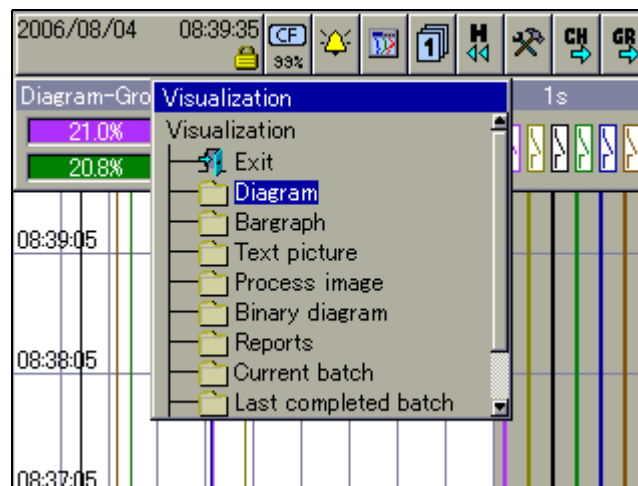 2006/08/04 08:39:35 CF 99% 1 H CH GR
Diagram-Gro
Visualization
1s
21.0%
20.8%
Visualization
Exit
Diagram
Bargraph
Text picture
Process image
Binary diagram
Reports
Current batch
Last completed batch
08:39:05
08:38:05
08:37:05